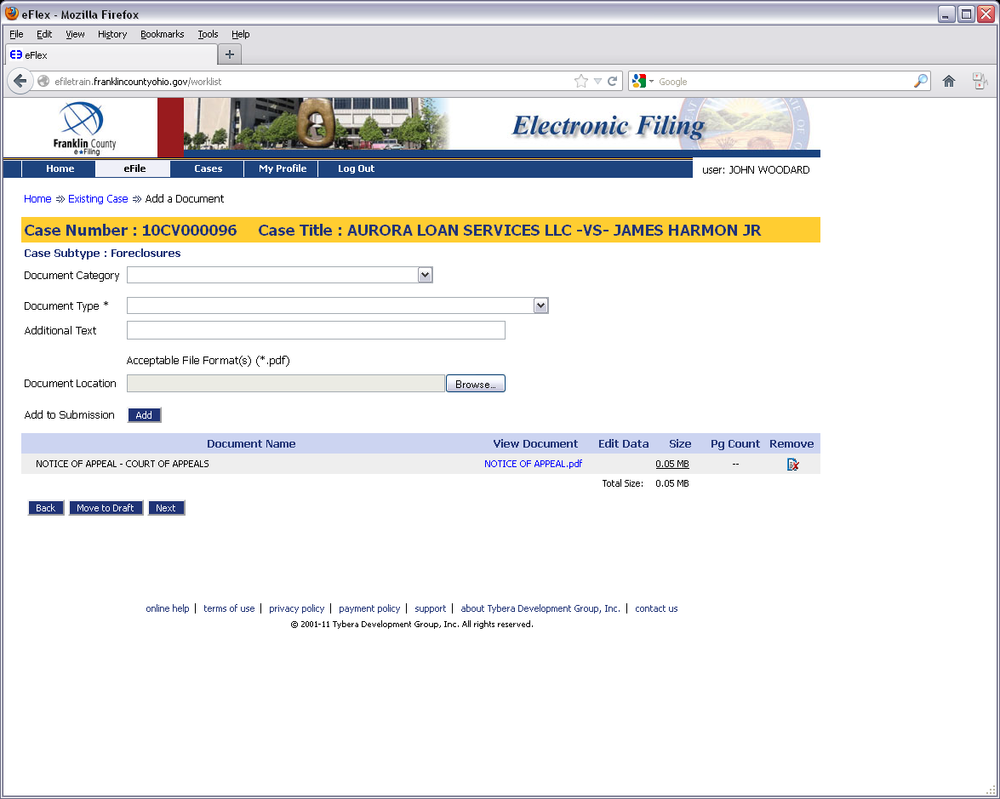 eFlex - Mozilla Firefox
File Edit View History Bookmarks Tools Help
eFlex
efiletrain.franklincountyohio.gov/worklist
Google
Franklin County
e★Filing
Electronic Filing
Home eFile Cases My Profile Log Out
user: JOHN WOODARD
Home ⇒ Existing Case ⇒ Add a Document
Case Number : 10CV000096 Case Title : AURORA LOAN SERVICES LLC -VS- JAMES HARMON JR
Case Subtype : Foreclosures
Document Category
Document Type *
Additional Text
Acceptable File Format(s) (*.pdf)
Document Location Browse...
Add to Submission Add
Document Name View Document Edit Data Size Pg Count Remove
NOTICE OF APPEAL - COURT OF APPEALS NOTICE OF APPEAL.pdf 0.05 MB --
Total Size: 0.05 MB
Back Move to Draft Next
online help | terms of use | privacy policy | payment policy | support | about Tybera Development Group, Inc. | contact us
© 2001-11 Tybera Development Group, Inc. All rights reserved.